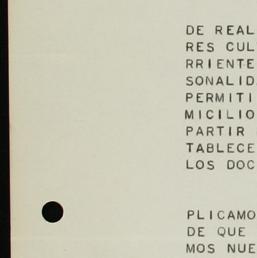 DE REAL
RES CUL
RRIENTE
SONALID
PERMITI
MICILIO
PARTIR
TABLECE
LOS DOC
PLICAMO
DE QUE
MOS NUE